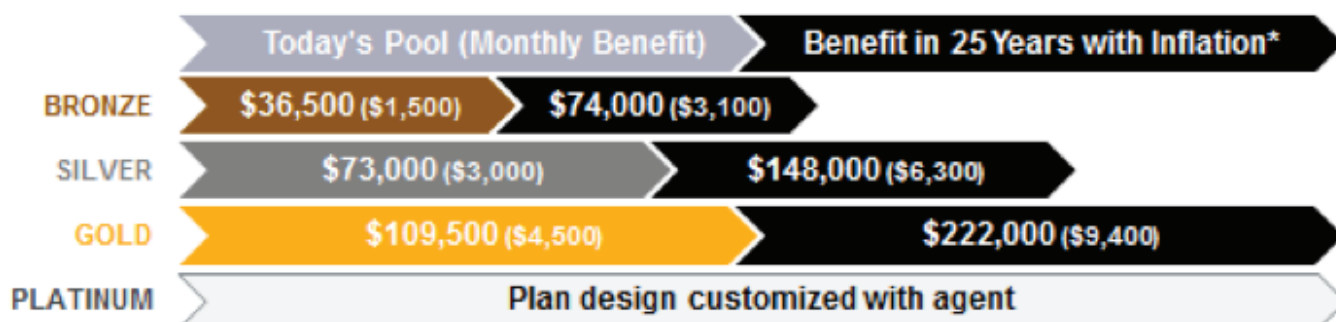 Today's Pool (Monthly Benefit) Benefit in 25 Years with Inflation*
BRONZE $36,500 ($1,500) $74,000 ($3,100)
SILVER $73,000 ($3,000) $148,000 ($6,300)
GOLD $109,500 ($4,500) $222,000 ($9,400)
PLATINUM Plan design customized with agent